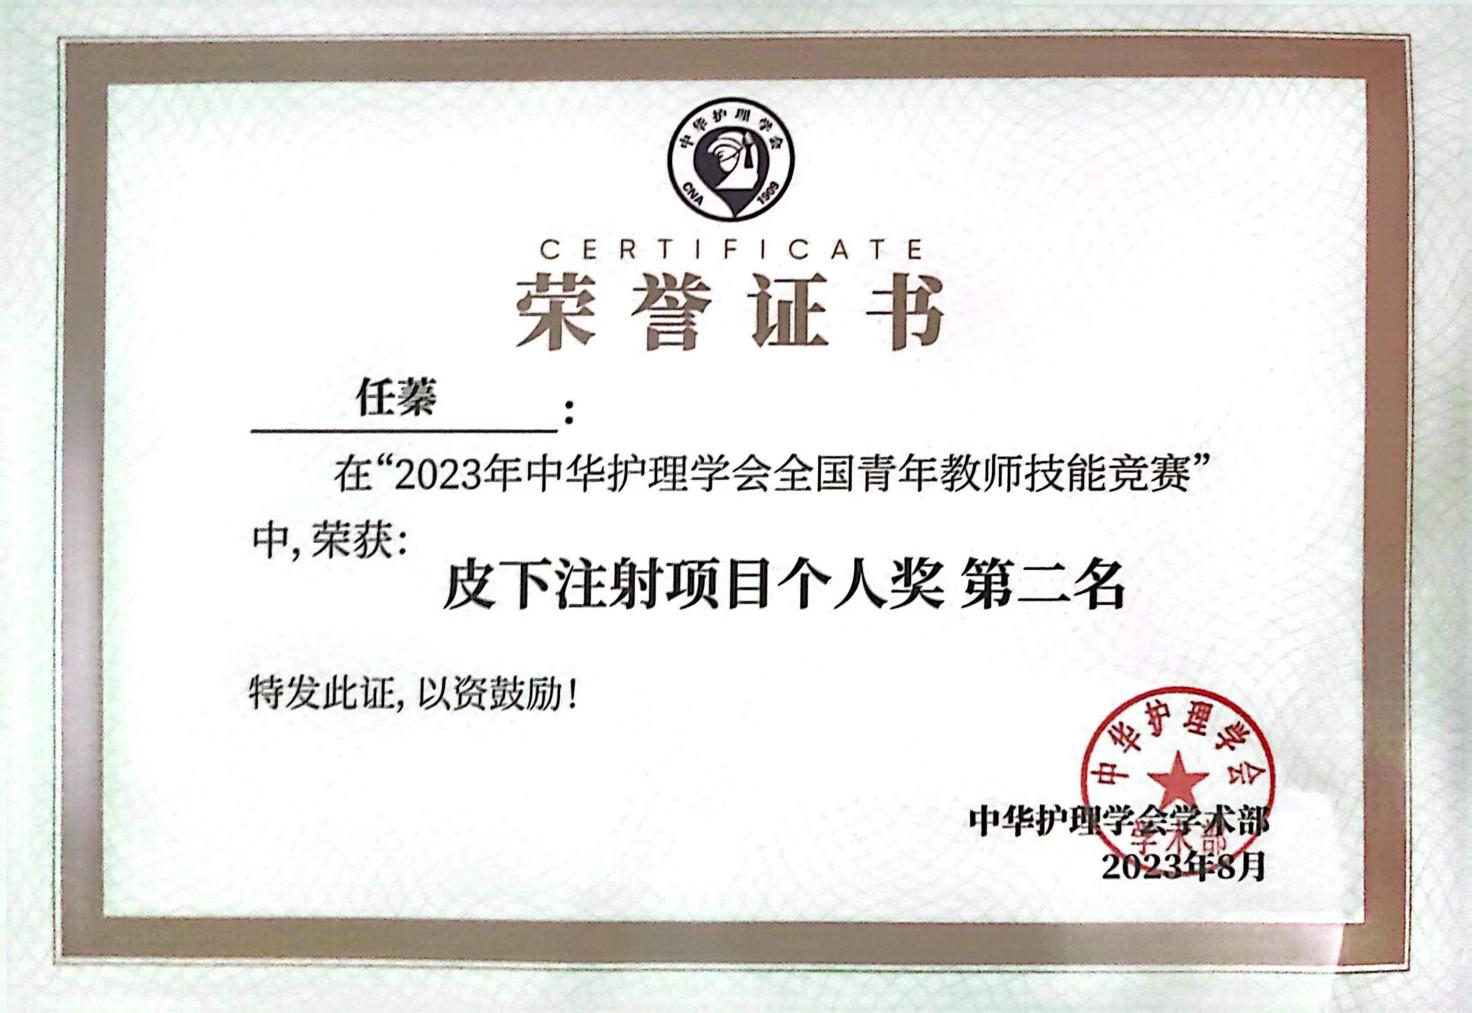 中华护理学会
CNA 1909
CERTIFICATE
荣誉证书
任蓁：
在“2023年中华护理学会全国青年教师技能竞赛”
中, 荣获:
皮下注射项目个人奖 第二名
特发此证, 以资鼓励！
中华护理学会
学术部
中华护理学会学术部
2023年8月